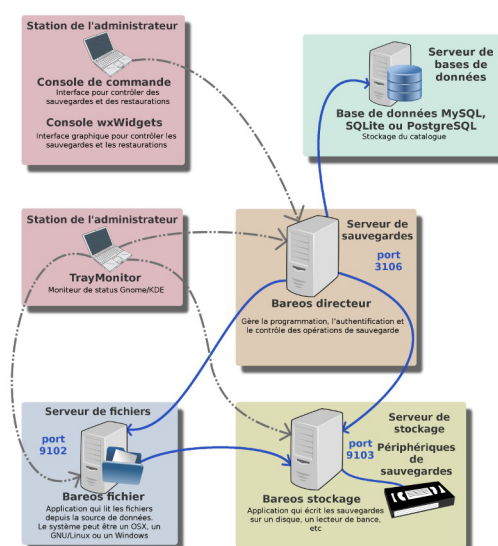 Station de l'administrateur
Console de commande
Interface pour contrôler des
sauvegardes et des restaurations
Console wxWidgets
Interface graphique pour contrôler les
sauvegardes et les restaurations
Serveur de
bases de
données
Base de données MySQL,
SQLite ou PostgreSQL
Stockage du catalogue
Station de l'administrateur
TrayMonitor
Moniteur de status Gnome/KDE
Serveur de
sauvegardes
port
3106
Bareos directeur
Gère la programmation, l'authentification et
le contrôle des opérations de sauvegarde
Serveur de fichiers
port
9102
Bareos fichier
Application qui lit les fichiers
depuis la source de données.
Le système peut être un OSX, un
GNU/Linux ou un Windows
Serveur de
stockage
port
9103
Périphériques
de
sauvegardes
Bareos stockage
Application qui écrit les sauvegardes
sur un disque, un lecteur de bance,
etc